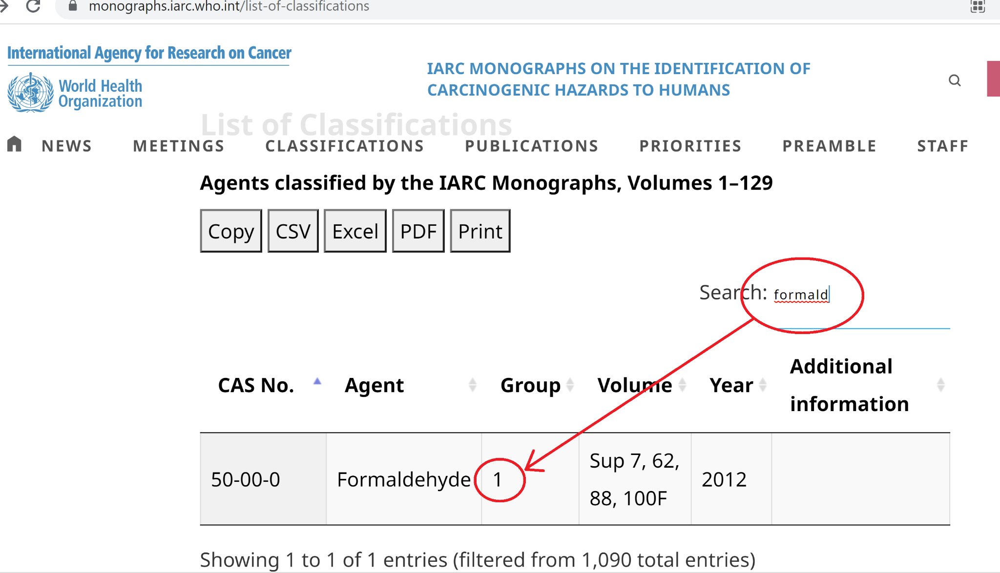 monographs.iarc.who.int/list-of-classifications
International Agency for Research on Cancer
World Health
Organization
IARC MONOGRAPHS ON THE IDENTIFICATION OF
CARCINOGENIC HAZARDS TO HUMANS
List of Classifications
NEWS MEETINGS CLASSIFICATIONS PUBLICATIONS PRIORITIES PREAMBLE STAFF
Agents classified by the IARC Monographs, Volumes 1–129
Copy CSV Excel PDF Print
Search: formald
CAS No. Agent Group Volume Year Additional
information
50-00-0 Formaldehyde 1 Sup 7, 62, 2012
88, 100F
Showing 1 to 1 of 1 entries (filtered from 1,090 total entries)